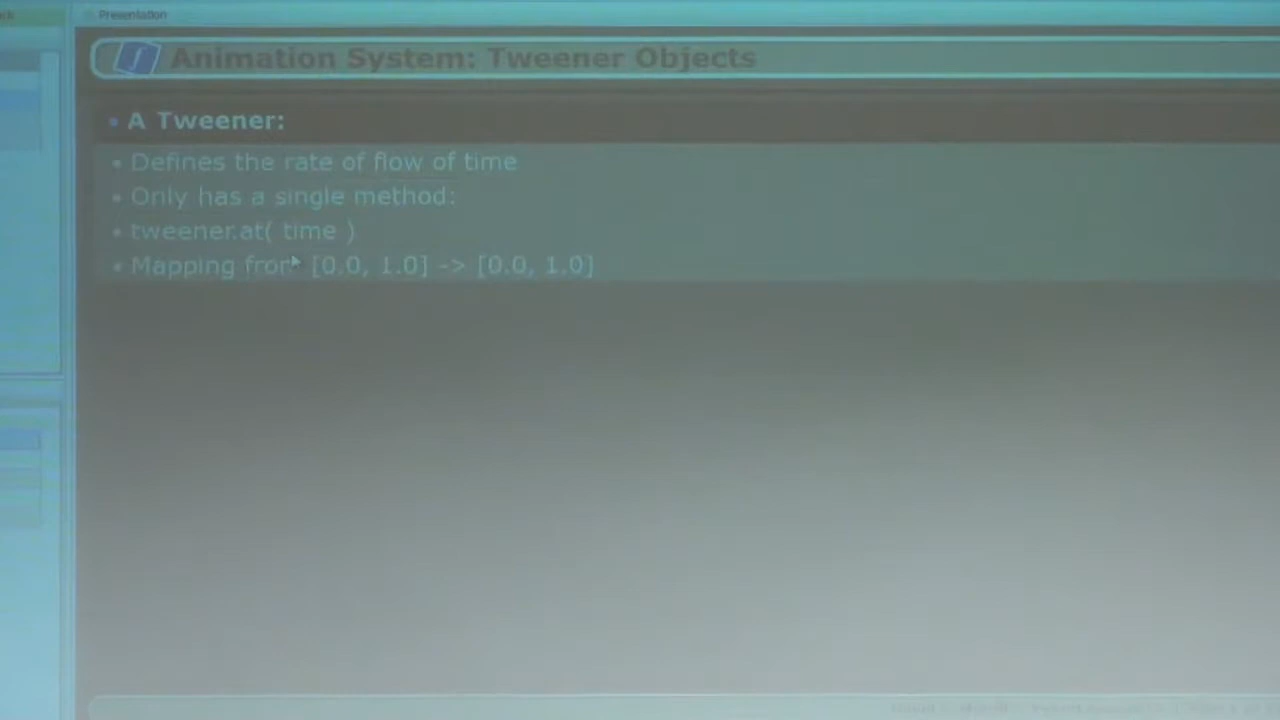 Presentation
Animation System: Tweener Objects
• A Tweener:
• Defines the rate of flow of time
• Only has a single method:
• tweener.at( time )
• Mapping from [0.0, 1.0] -> [0.0, 1.0]